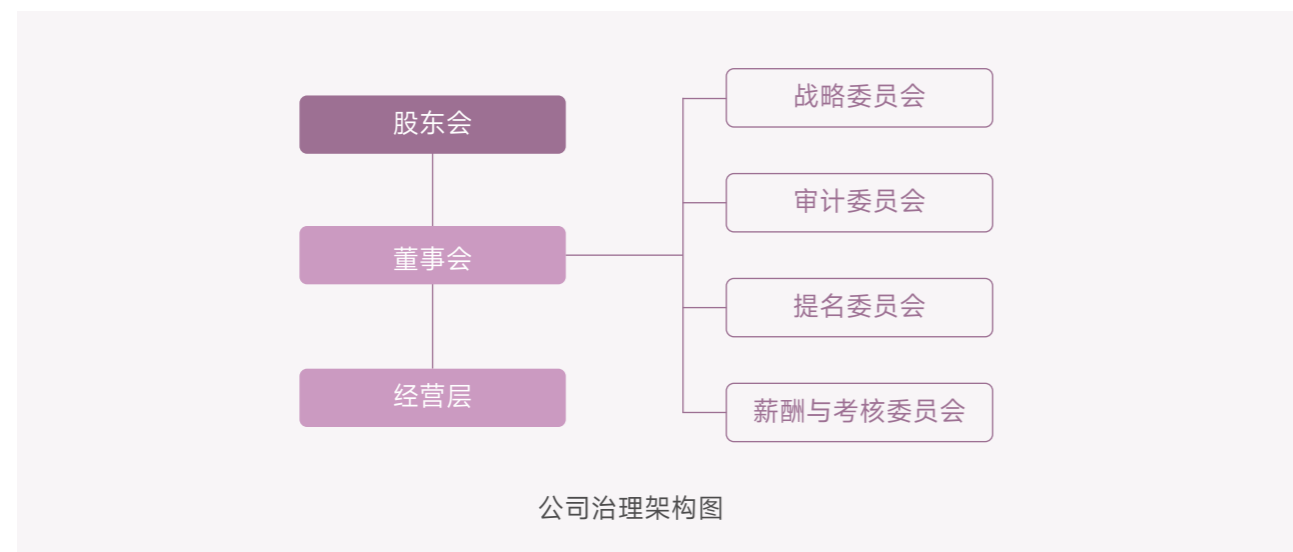 股东会
董事会
经营层
战略委员会
审计委员会
提名委员会
薪酬与考核委员会
公司治理架构图